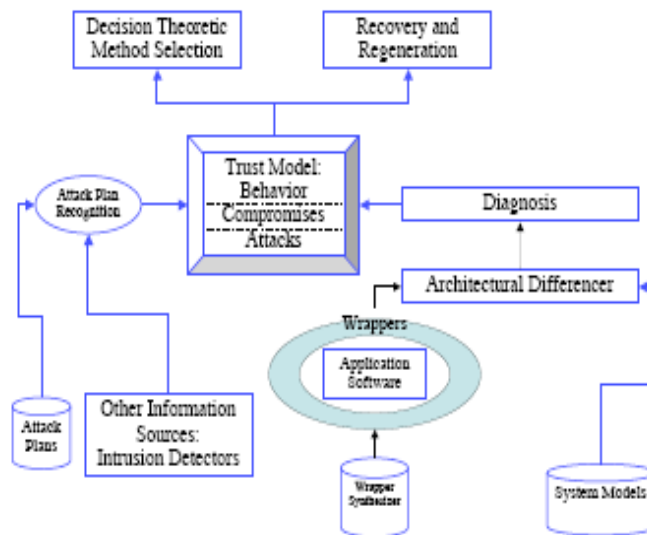 Decision Theoretic
Method Selection
Recovery and
Regeneration
Trust Model:
Behavior
Compromises
Attacks
Attack Plan
Recognition
Diagnosis
Architectural Differencer
Wrappers
Application
Software
Attack
Plans
Other Information
Sources:
Intrusion Detectors
Wrapper
Synthesizer
System Models